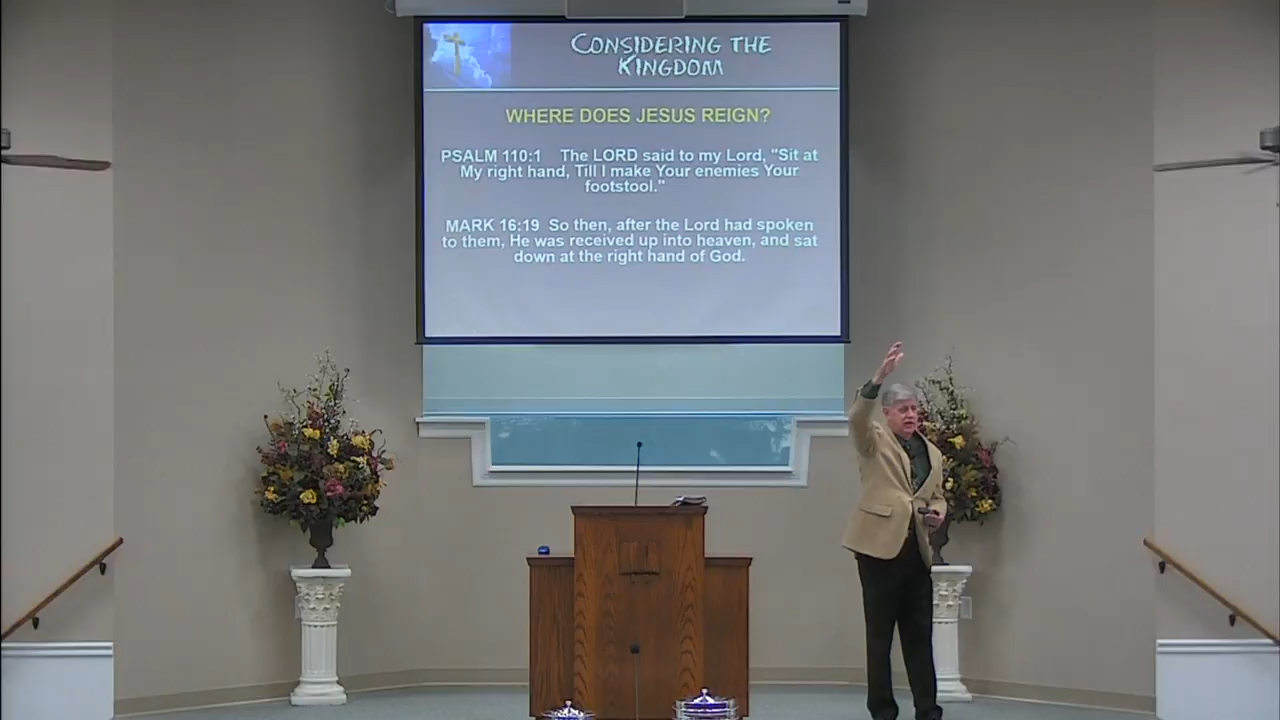 CONSIDERING THE
KINGDOM
WHERE DOES JESUS REIGN?
PSALM 110:1 The LORD said to my Lord, "Sit at
My right hand, Till I make Your enemies Your
footstool."
MARK 16:19 So then, after the Lord had spoken
to them, He was received up into heaven, and sat
down at the right hand of God.